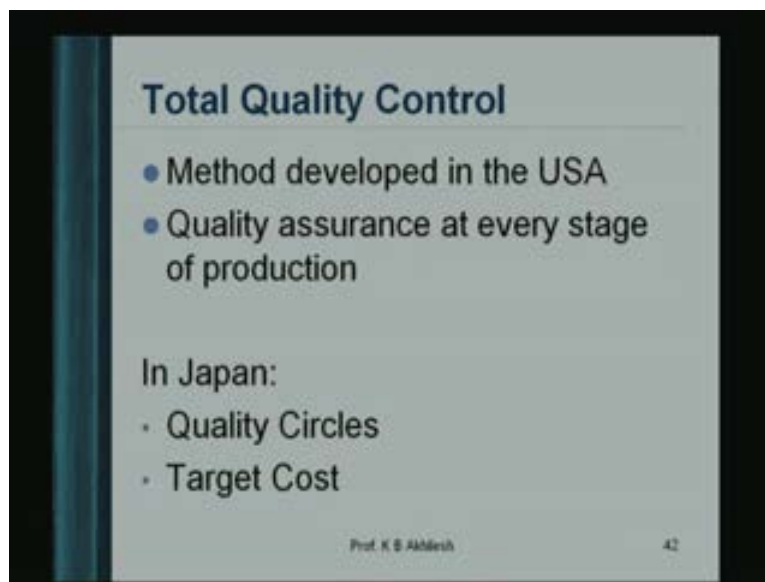 Total Quality Control
• Method developed in the USA
• Quality assurance at every stage
of production
In Japan:
· Quality Circles
· Target Cost
Prof. K B Akhilesh
42